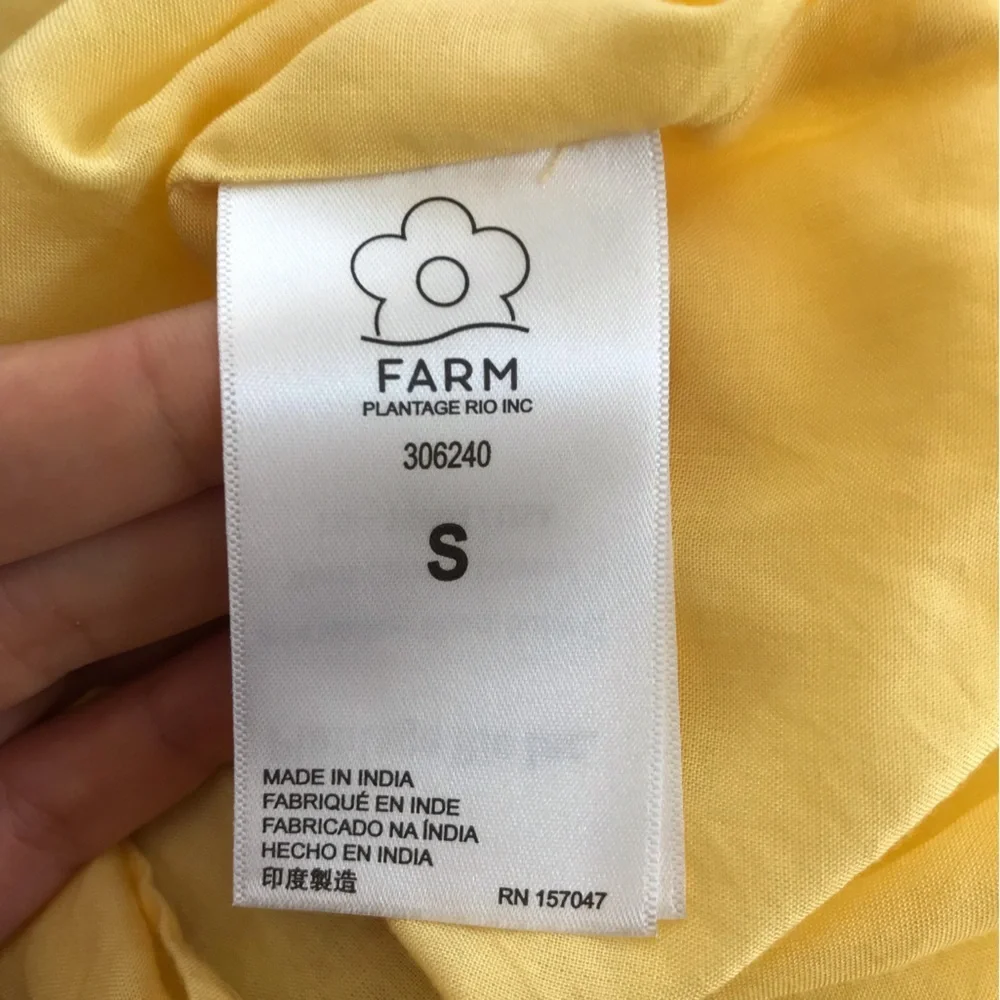 FARM
PLANTAGE RIO INC
306240
S
MADE IN INDIA
FABRIQUÉ EN INDE
FABRICADO NA ÍNDIA
HECHO EN INDIA
印度製造
RN 157047